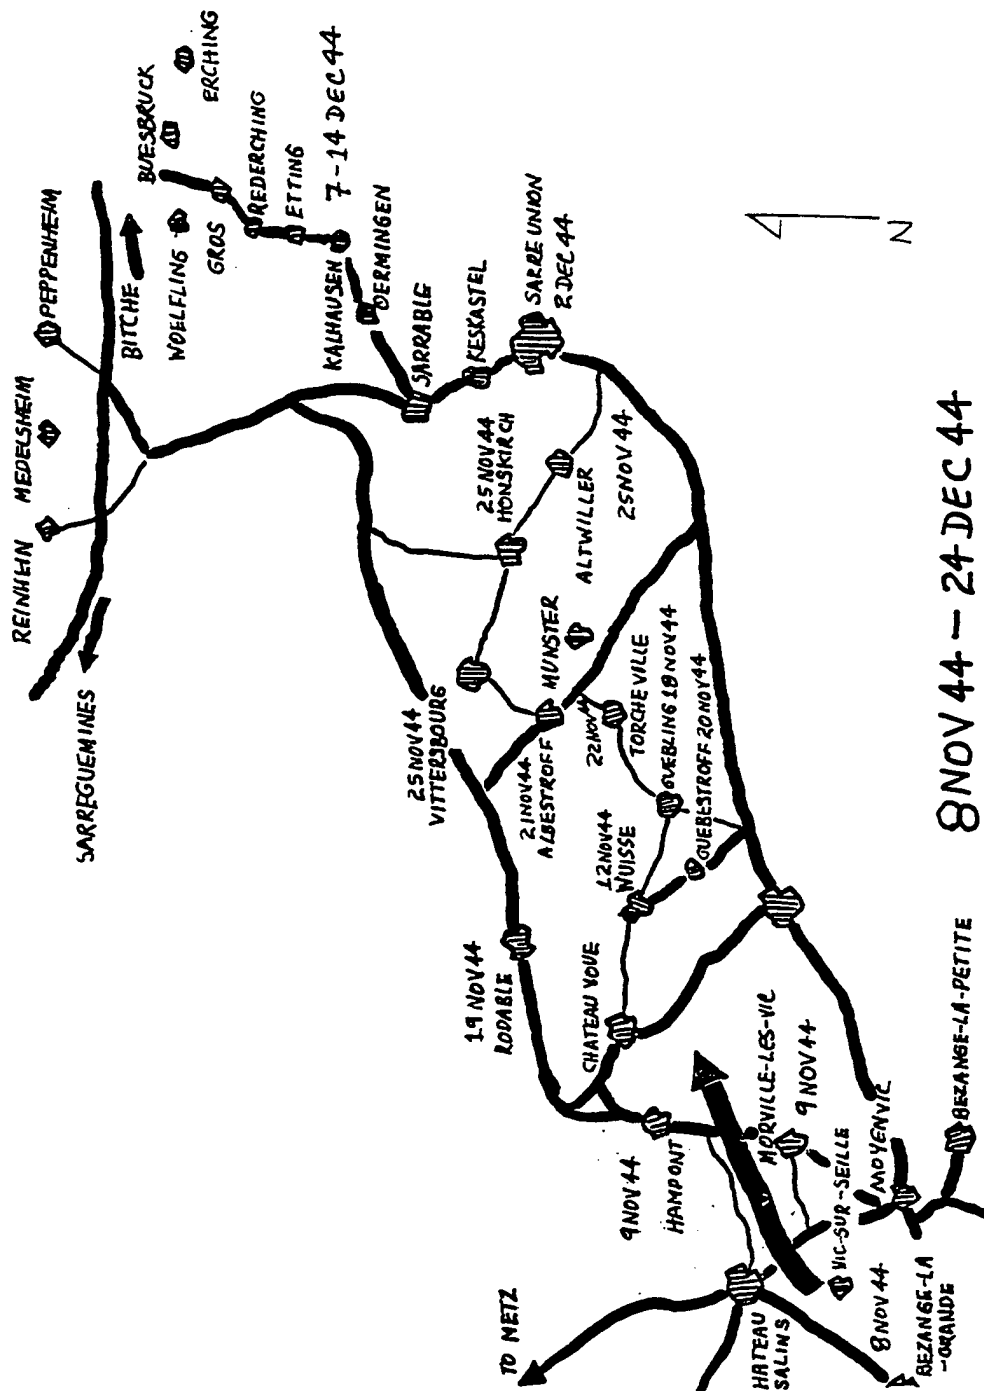 REINHEIN
MEDELSHEIM
PEPPENHEIM
BITCHE
BUESBRUCK
ERCHING
WOELFLING
GROS
REDERCHING
ETTING
7-14 DEC 44
KALHAUSEN
OERMINGEN
SARRABLE
KESKASTEL
SARRE UNION
2 DEC 44
SARREGUEMINES
25 NOV 44
VITTERSBOURG
25 NOV 44
HONSKIRCH
ALTWILLER
25 NOV 44
21 NOV 44
ALBESTROFF
MUNSTER
22 NOV 44
TORCHEVILLE
GUEBLING 18 NOV 44
GUEBESTROFF 20 NOV 44
12 NOV 44
WUISSE
19 NOV 44
RODABLE
CHATEAU VOUE
9 NOV 44
HAMPONT
MORVILLE-LES-VIC
9 NOV 44
VIC-SUR-SEILLE
MOYENVIC
8 NOV 44
BEZANGE-LA-PETITE
BEZANGE-LA
-GRANDE
HATEAU
SALINS
TO METZ
N
8 NOV 44 - 24 DEC 44